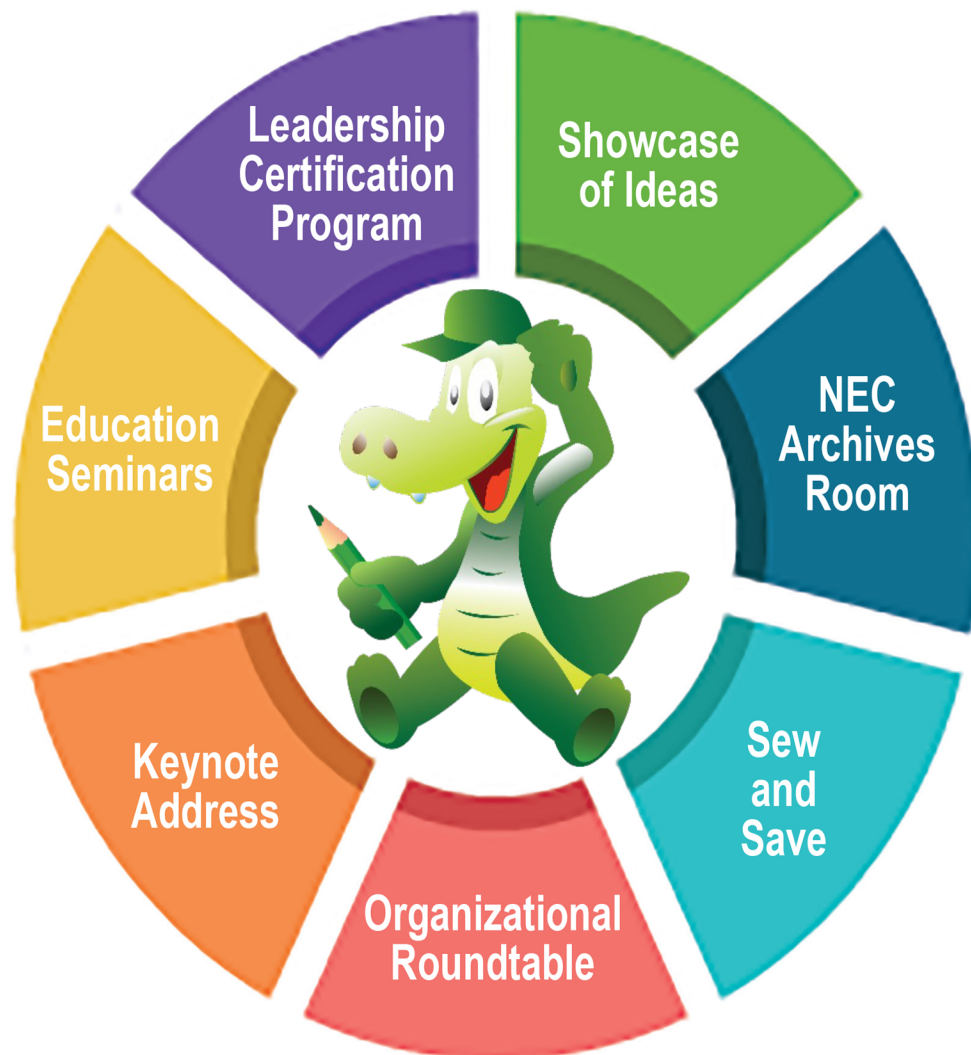 Leadership
Certification
Program
Showcase
of Ideas
NEC
Archives
Room
Sew
and
Save
Organizational
Roundtable
Keynote
Address
Education
Seminars